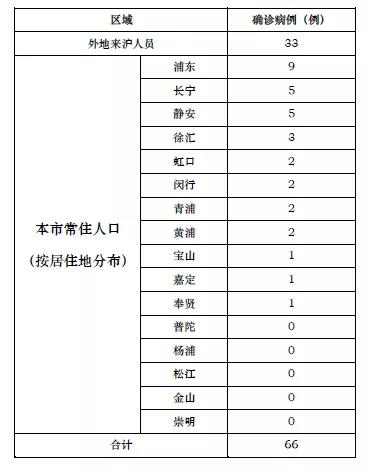 区域 确诊病例（例）
外地来沪人员 33
本市常住人口
（按居住地分布）
浦东 9
长宁 5
静安 5
徐汇 3
虹口 2
闵行 2
青浦 2
黄浦 2
宝山 1
嘉定 1
奉贤 1
普陀 0
杨浦 0
松江 0
金山 0
崇明 0
合计 66